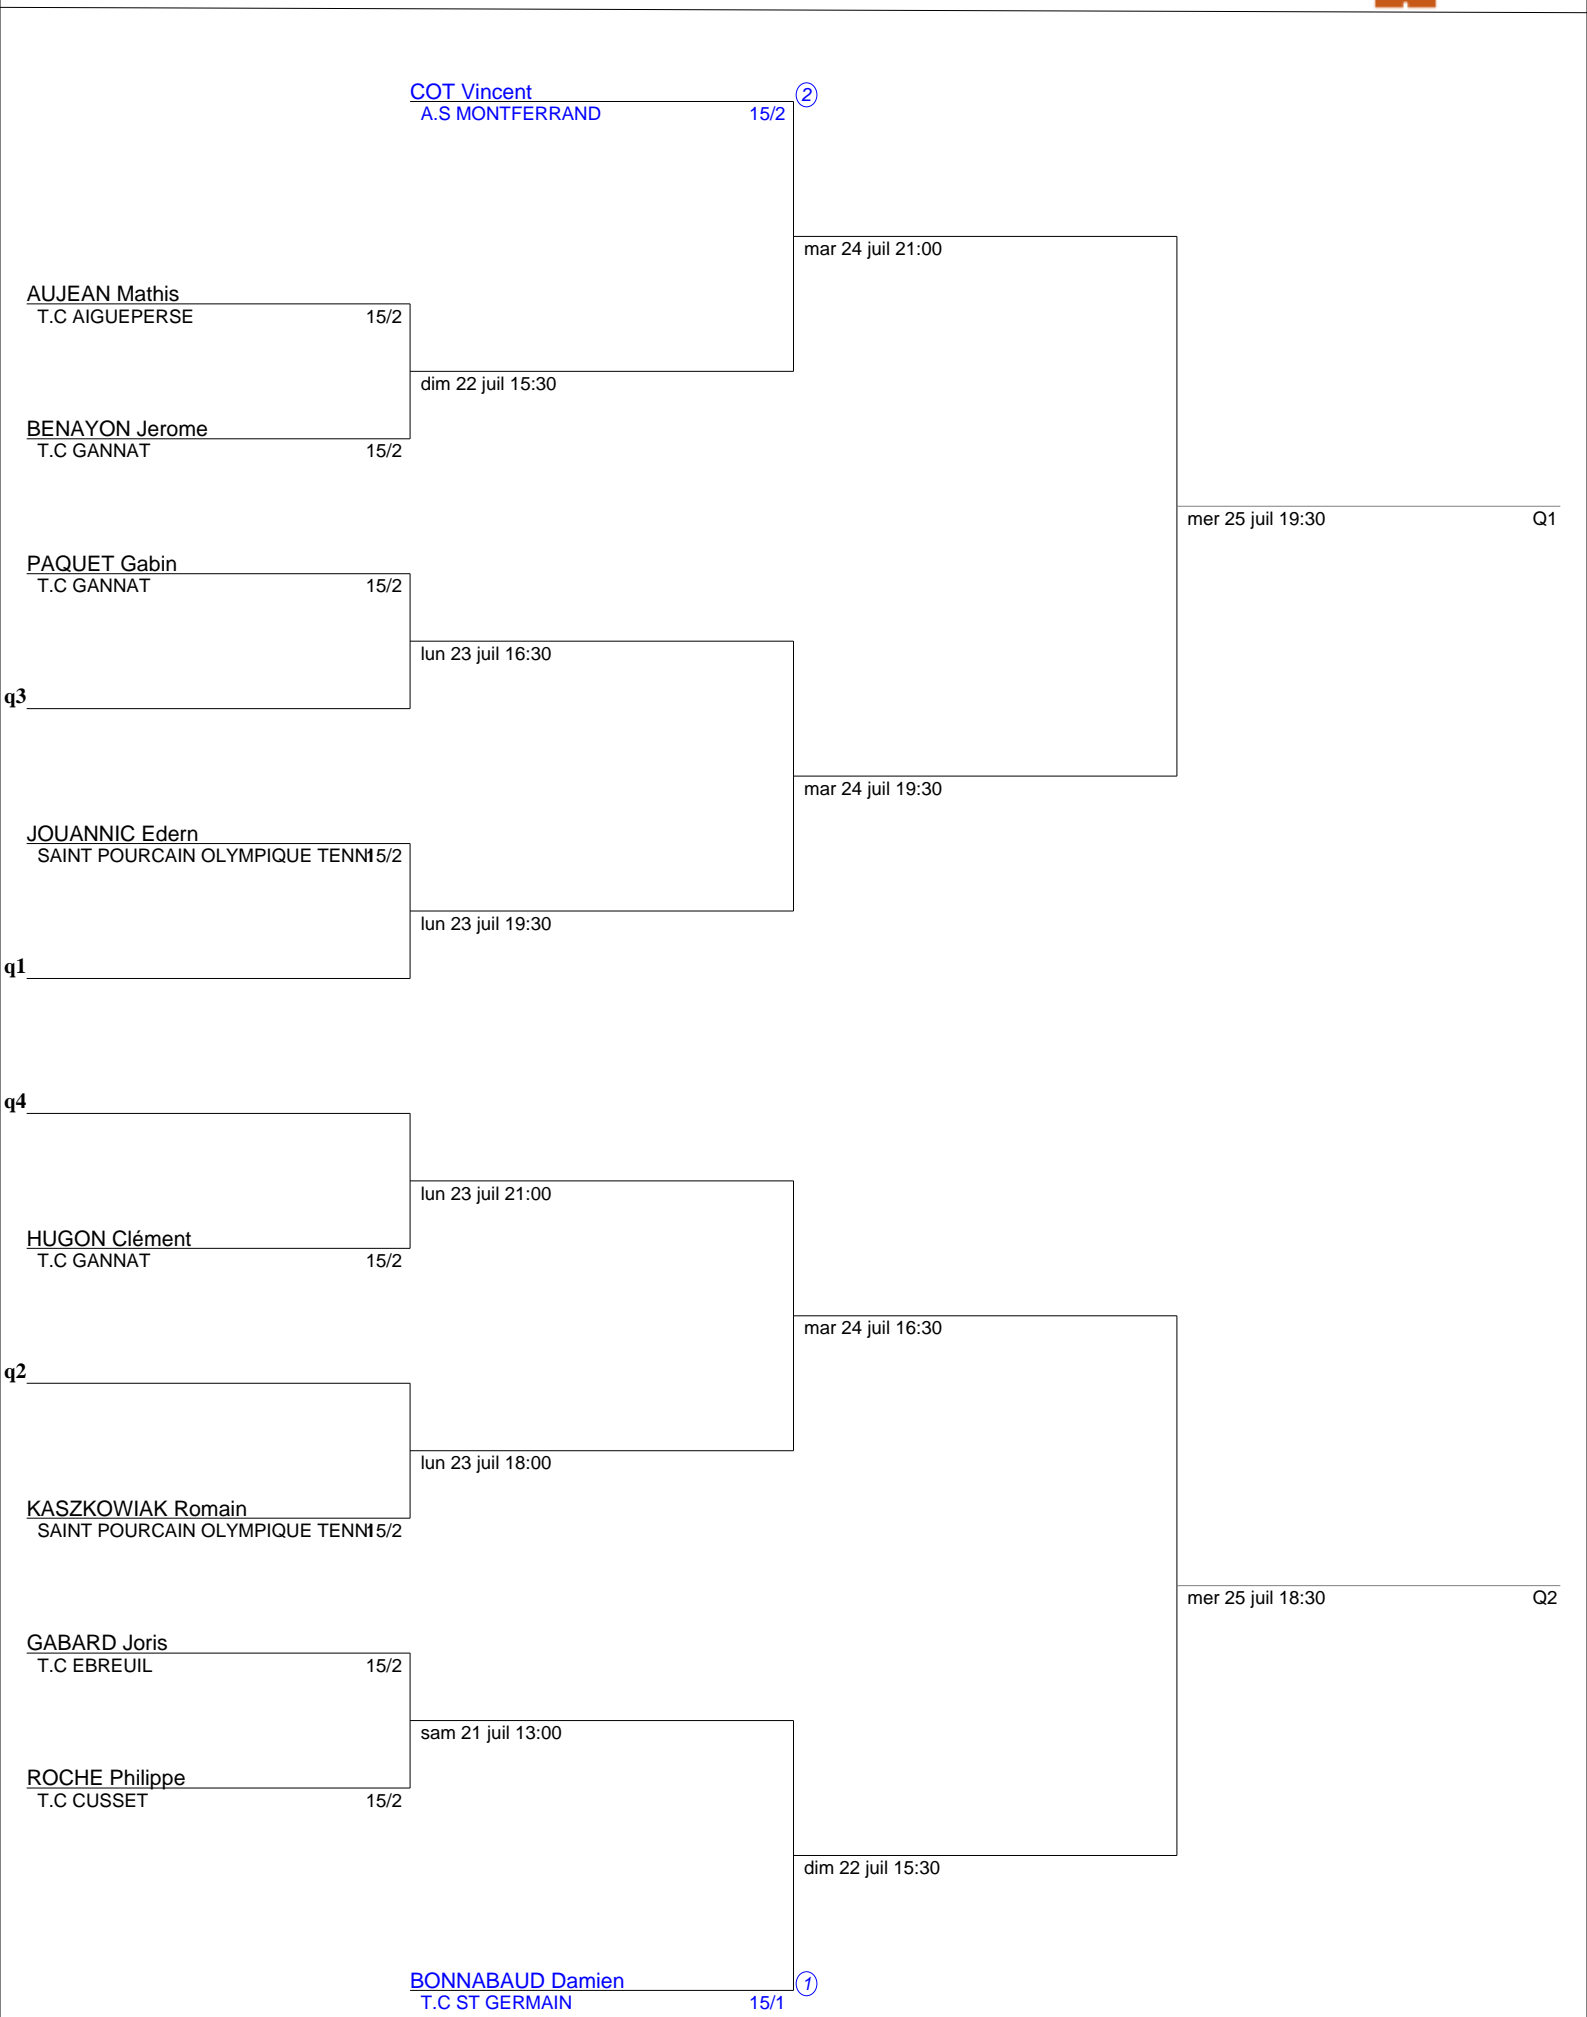 COT Vincent 2
A.S MONTFERRAND 15/2
mar 24 juil 21:00
AUJEAN Mathis
T.C AIGUEPERSE 15/2
dim 22 juil 15:30
BENAYON Jerome
T.C GANNAT 15/2
mer 25 juil 19:30 Q1
PAQUET Gabin
T.C GANNAT 15/2
lun 23 juil 16:30
q3
mar 24 juil 19:30
JOUANNIC Edern
SAINT POURCAIN OLYMPIQUE TENN 15/2
lun 23 juil 19:30
q1
q4
lun 23 juil 21:00
HUGON Clément
T.C GANNAT 15/2
mar 24 juil 16:30
q2
lun 23 juil 18:00
KASZKOWIAK Romain
SAINT POURCAIN OLYMPIQUE TENN 15/2
mer 25 juil 18:30 Q2
GABARD Joris
T.C EBREUIL 15/2
sam 21 juil 13:00
ROCHE Philippe
T.C CUSSET 15/2
dim 22 juil 15:30
BONNABAUD Damien 1
T.C ST GERMAIN 15/1